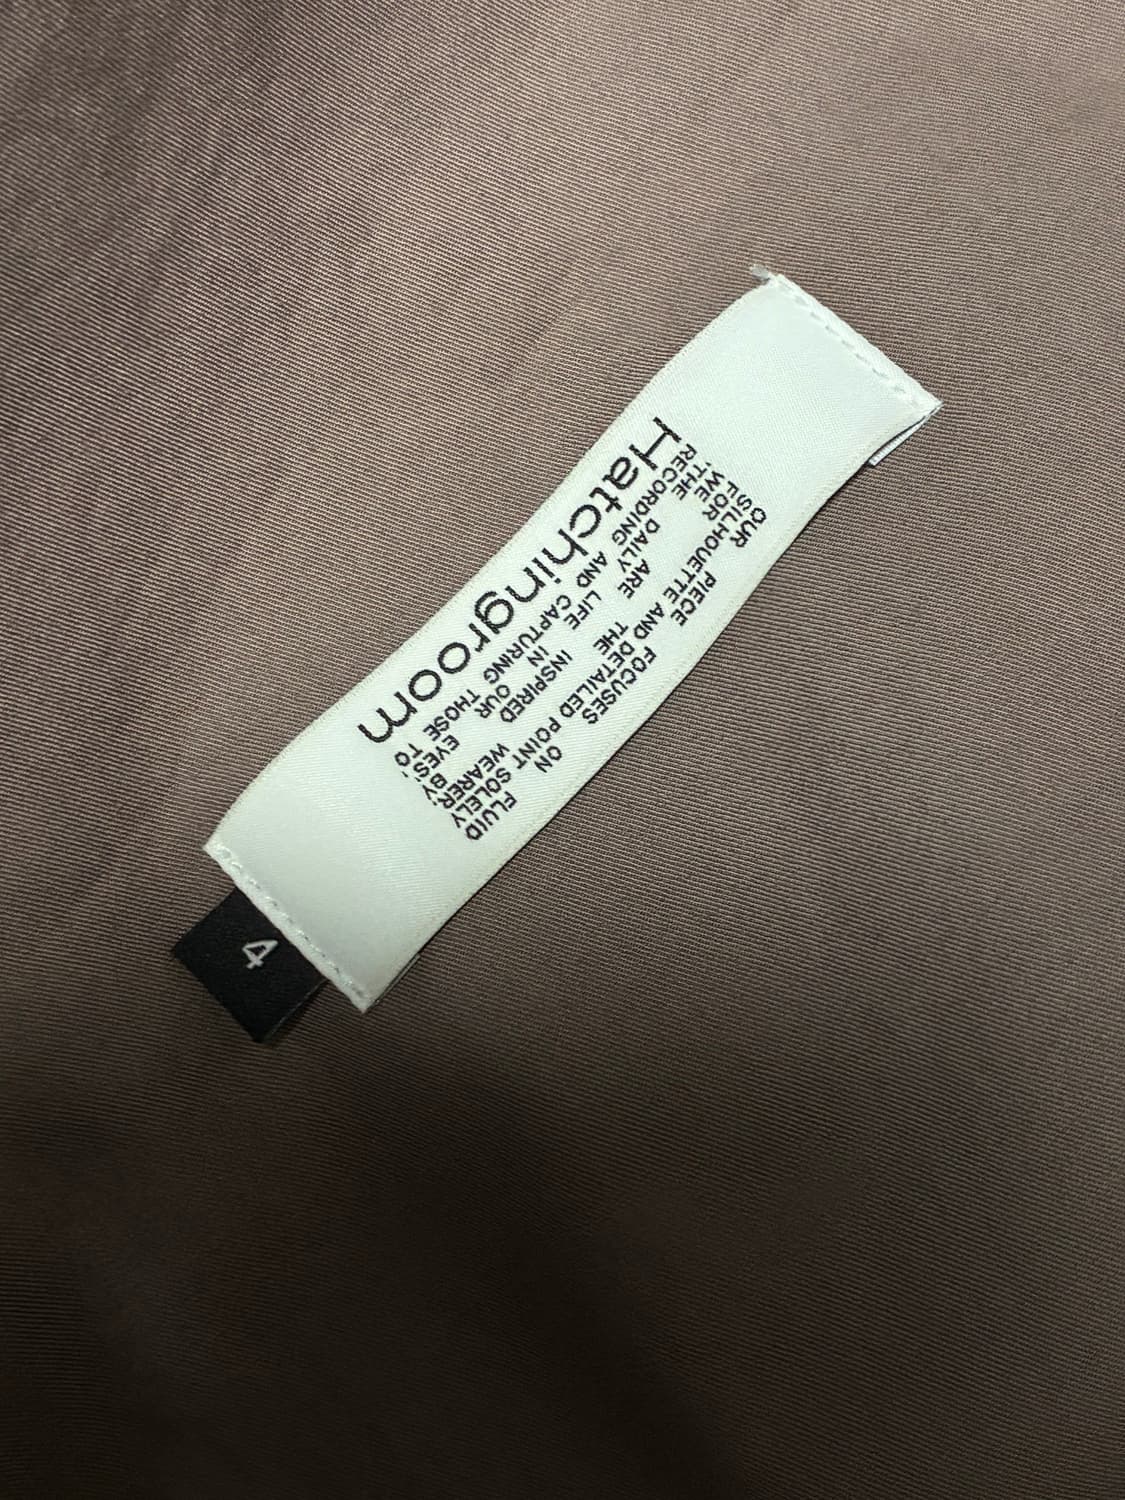 OUR PIECE FOCUSES ON FLUID
SILHOUETTE AND DETAILED POINT SOLELY
FOR THE WEARER.
WE ARE INSPIRED BY
'THE DAILY LIFE IN OUR EYES'
RECORDING AND CAPTURING THOSE TO
Hatchingroom
4